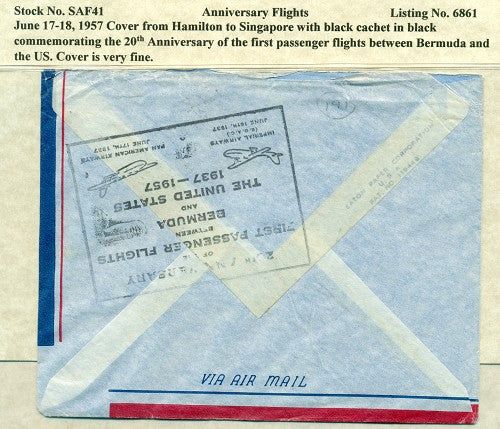 Stock No. SAF41 Anniversary Flights Listing No. 6861
June 17-18, 1957 Cover from Hamilton to Singapore with black cachet in black
commemorating the 20th Anniversary of the first passenger flights between Bermuda and
the US. Cover is very fine.
20th ANNIVERSARY
OF THE
FIRST PASSENGER FLIGHTS
BETWEEN
BERMUDA
AND
THE UNITED STATES
1937–1957
IMPERIAL AIRWAYS
(B.O.A.C.)
JUNE 16TH, 1937
PAN AMERICAN AIRWAYS
JUNE 17TH, 1937
VIA AIR MAIL